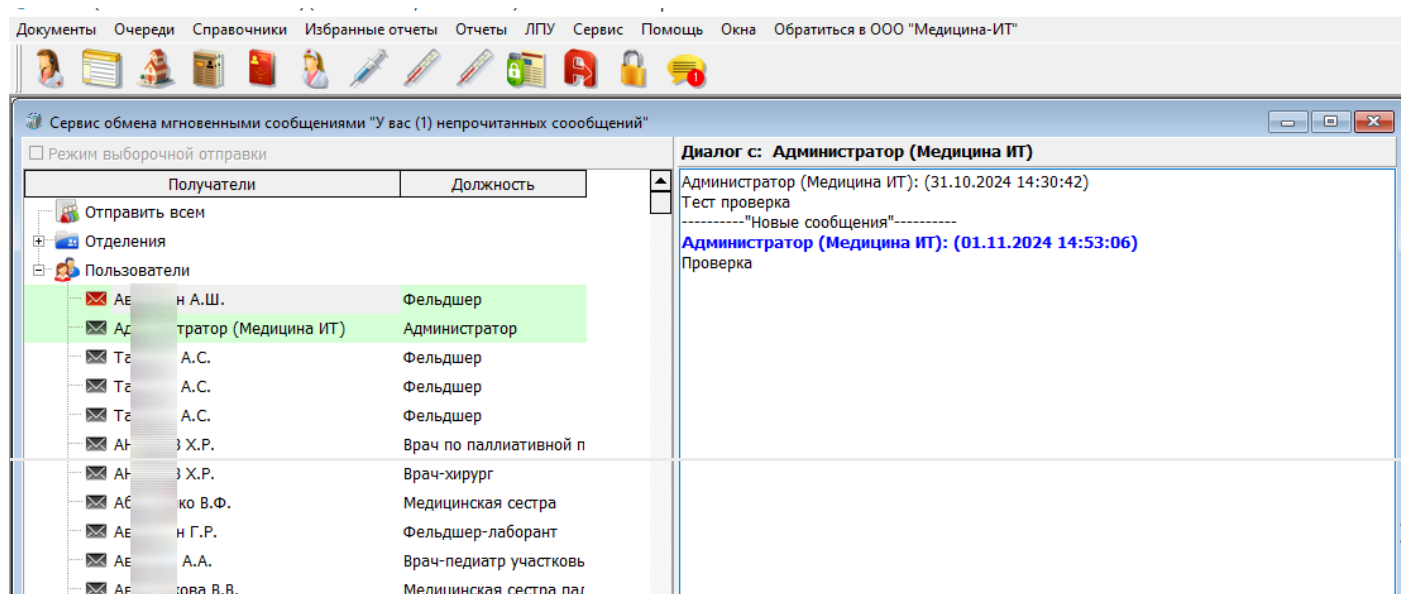 Документы Очереди Справочники Избранные отчеты Отчеты ЛПУ Сервис Помощь Окна Обратиться в ООО "Медицина-ИТ"
1
Сервис обмена мгновенными сообщениями "У вас (1) непрочитанных соообщений"
Режим выборочной отправки
Получатели Должность
Отправить всем
Отделения
Пользователи
А.Ш. Фельдшер
(Медицина ИТ) Администратор
А.С. Фельдшер
А.С. Фельдшер
А.С. Фельдшер
Х.Р. Врач по паллиативной п
Х.Р. Врач-хирург
В.Ф. Медицинская сестра
Г.Р. Фельдшер-лаборант
А.А. Врач-педиатр участковь
В.В. Медицинская сестра пал
Диалог с: Администратор (Медицина ИТ)
Администратор (Медицина ИТ): (31.10.2024 14:30:42)
Тест проверка
----------"Новые сообщения"----------
Администратор (Медицина ИТ): (01.11.2024 14:53:06)
Проверка